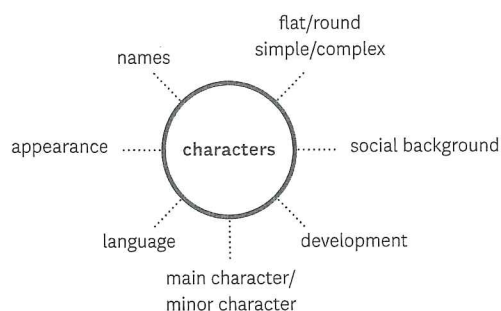 flat/round
simple/complex
names
appearance
characters
social background
language
development
main character/
minor character